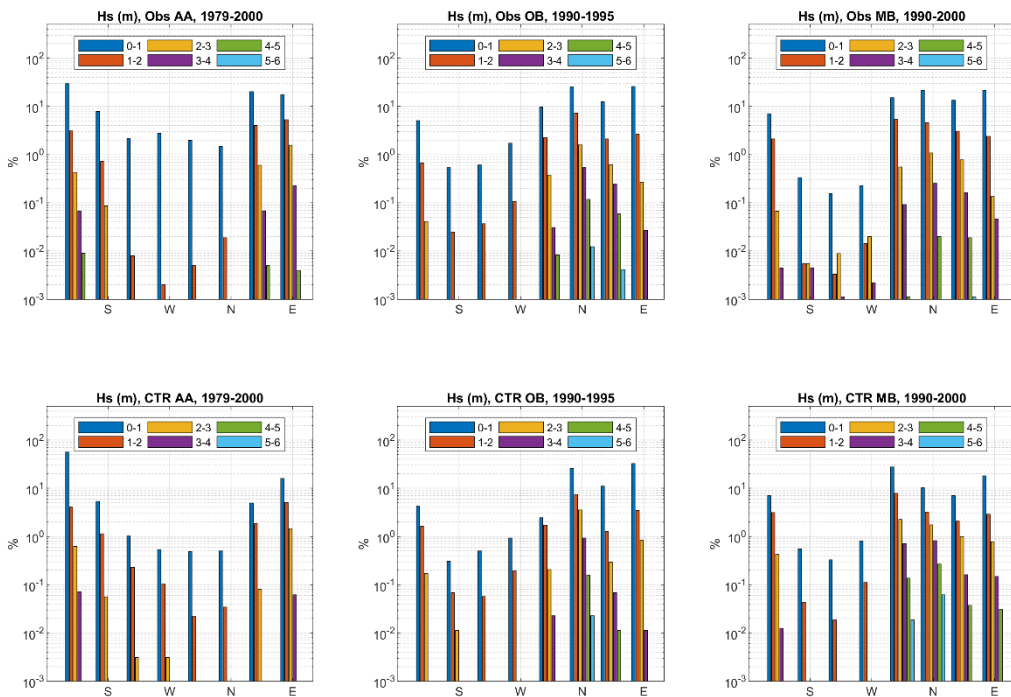 Hs (m), Obs AA, 1979-2000
0-1 2-3 4-5
1-2 3-4 5-6
10^2
10^1
10^0
10^-1
10^-2
10^-3
%
S W N E
Hs (m), Obs OB, 1990-1995
0-1 2-3 4-5
1-2 3-4 5-6
10^2
10^1
10^0
10^-1
10^-2
10^-3
%
S W N E
Hs (m), Obs MB, 1990-2000
0-1 2-3 4-5
1-2 3-4 5-6
10^2
10^1
10^0
10^-1
10^-2
10^-3
%
S W N E
Hs (m), CTR AA, 1979-2000
0-1 2-3 4-5
1-2 3-4 5-6
10^2
10^1
10^0
10^-1
10^-2
10^-3
%
S W N E
Hs (m), CTR OB, 1990-1995
0-1 2-3 4-5
1-2 3-4 5-6
10^2
10^1
10^0
10^-1
10^-2
10^-3
%
S W N E
Hs (m), CTR MB, 1990-2000
0-1 2-3 4-5
1-2 3-4 5-6
10^2
10^1
10^0
10^-1
10^-2
10^-3
%
S W N E